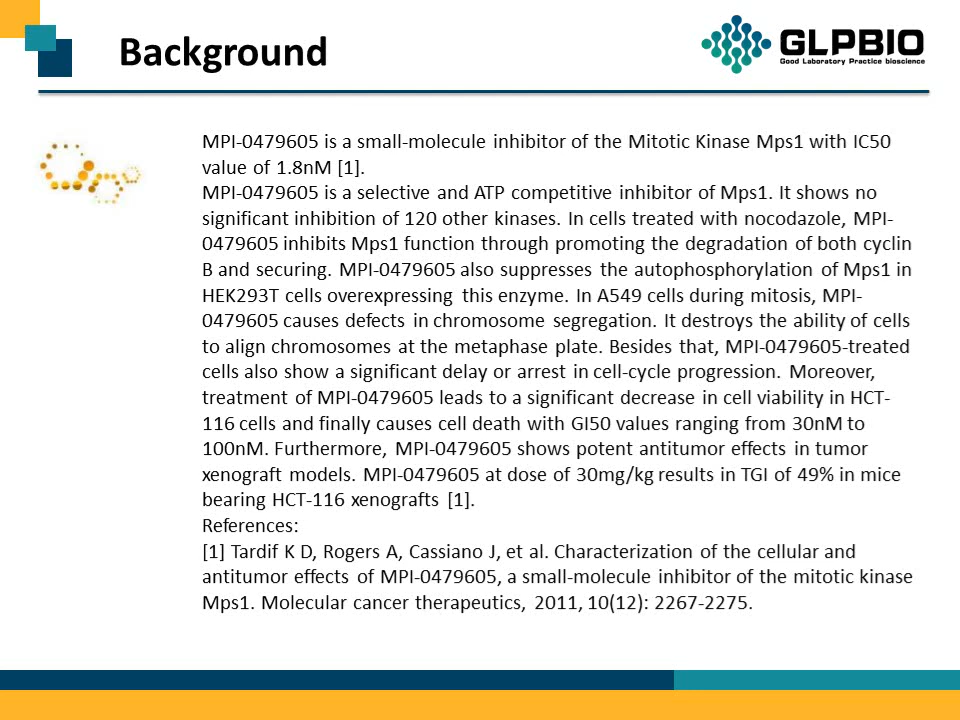 Background
GLPBIO
Good Laboratory Practice bioscience
MPI-0479605 is a small-molecule inhibitor of the Mitotic Kinase Mps1 with IC50
value of 1.8nM [1].
MPI-0479605 is a selective and ATP competitive inhibitor of Mps1. It shows no
significant inhibition of 120 other kinases. In cells treated with nocodazole, MPI-
0479605 inhibits Mps1 function through promoting the degradation of both cyclin
B and securing. MPI-0479605 also suppresses the autophosphorylation of Mps1 in
HEK293T cells overexpressing this enzyme. In A549 cells during mitosis, MPI-
0479605 causes defects in chromosome segregation. It destroys the ability of cells
to align chromosomes at the metaphase plate. Besides that, MPI-0479605-treated
cells also show a significant delay or arrest in cell-cycle progression. Moreover,
treatment of MPI-0479605 leads to a significant decrease in cell viability in HCT-
116 cells and finally causes cell death with GI50 values ranging from 30nM to
100nM. Furthermore, MPI-0479605 shows potent antitumor effects in tumor
xenograft models. MPI-0479605 at dose of 30mg/kg results in TGI of 49% in mice
bearing HCT-116 xenografts [1].
References:
[1] Tardif K D, Rogers A, Cassiano J, et al. Characterization of the cellular and
antitumor effects of MPI-0479605, a small-molecule inhibitor of the mitotic kinase
Mps1. Molecular cancer therapeutics, 2011, 10(12): 2267-2275.